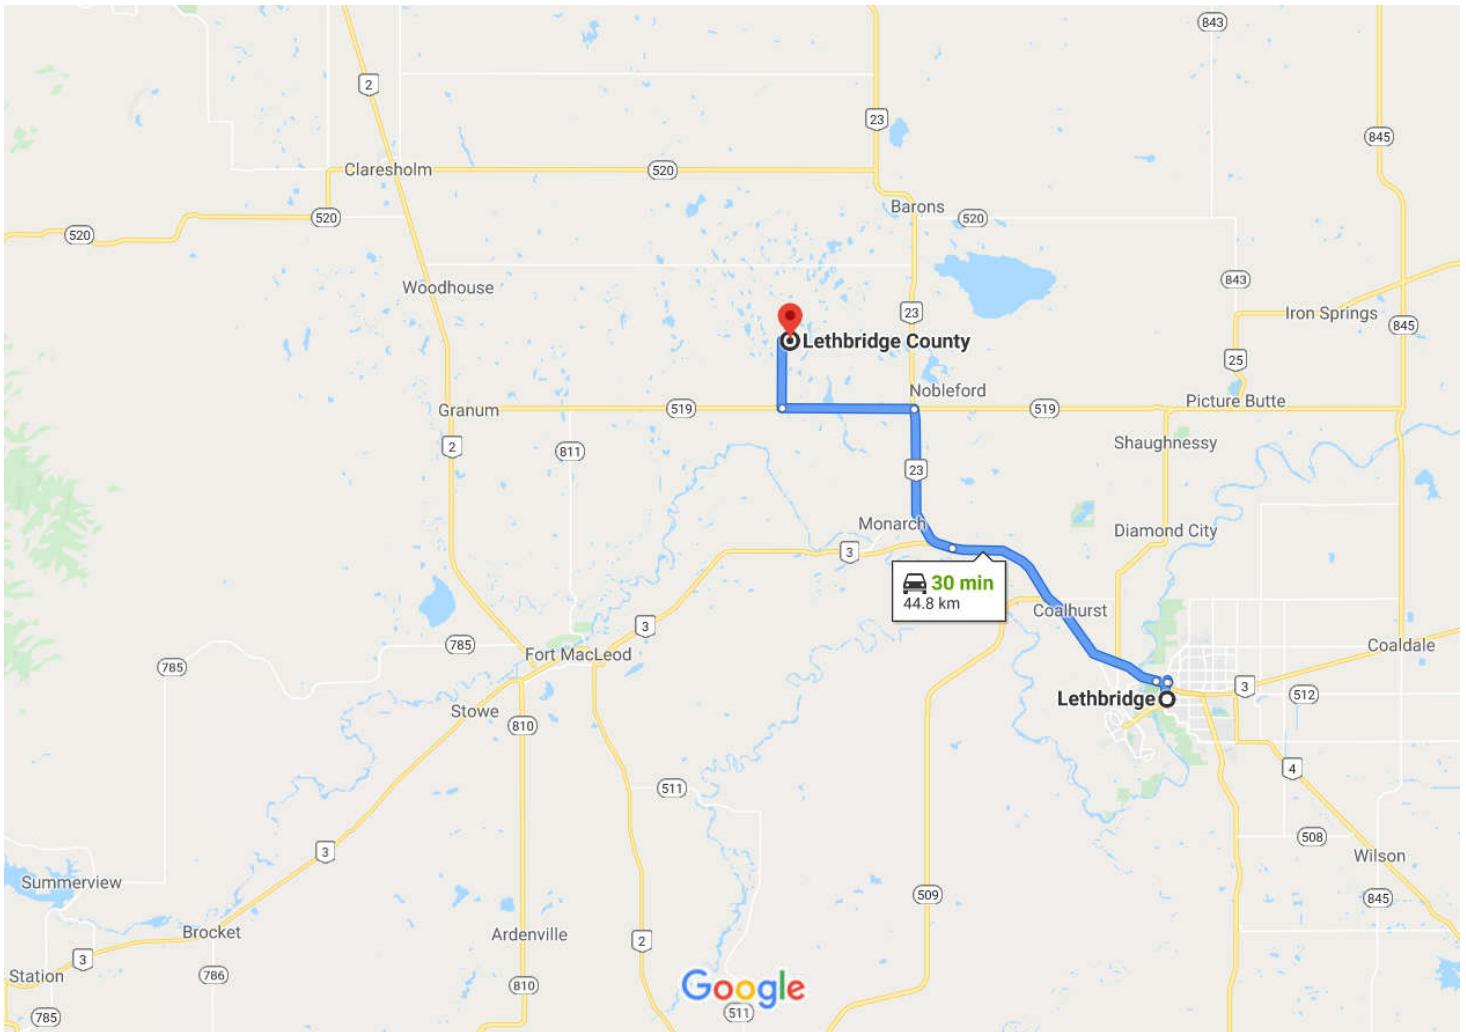 843
2
23
845
Claresholm
520
Barons
520
520
520
Woodhouse
843
23
Iron Springs
845
Lethbridge County
25
Nobleford
Granum
519
519
Picture Butte
2
811
Shaughnessy
23
Monarch
3
Diamond City
30 min
44.8 km
Coalhurst
3
785
785
Fort MacLeod
Coaldale
3
512
Lethbridge
Stowe
810
4
511
508
3
Wilson
Summerview
509
845
Brocket
Ardenville
2
3
Station
786
810
Google
511
785